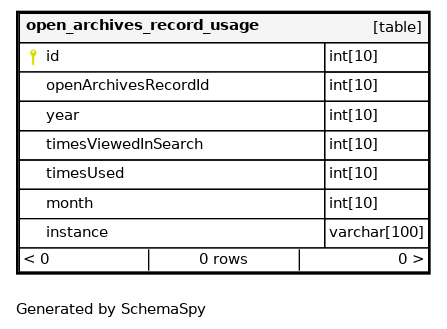 open_archives_record_usage [table]
id int[10]
openArchivesRecordId int[10]
year int[10]
timesViewedInSearch int[10]
timesUsed int[10]
month int[10]
instance varchar[100]
< 0 0 rows 0 >
Generated by SchemaSpy